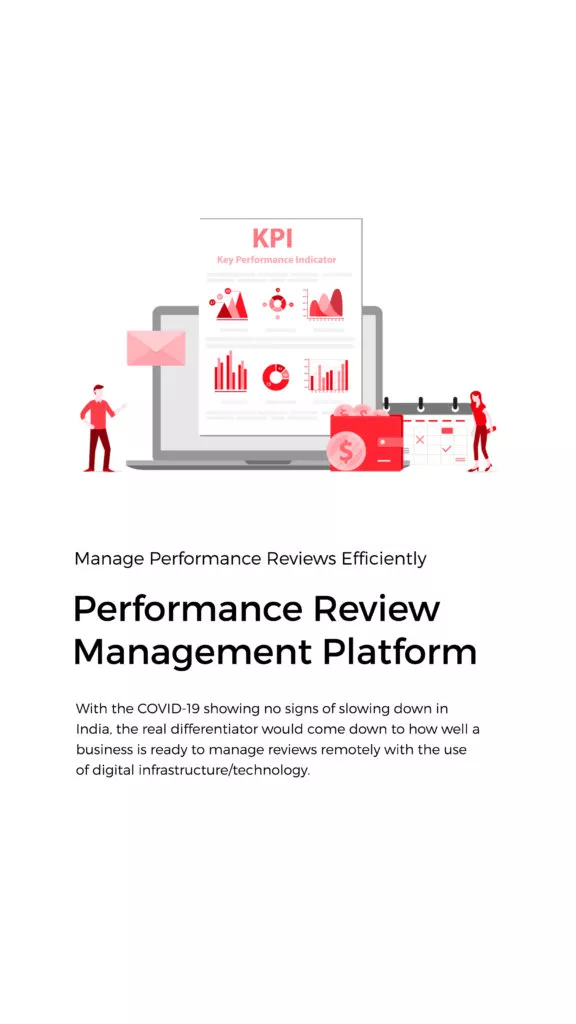 KPI
Key Performance Indicator
Manage Performance Reviews Efficiently
Performance Review
Management Platform
With the COVID-19 showing no signs of slowing down in
India, the real differentiator would come down to how well a
business is ready to manage reviews remotely with the use
of digital infrastructure/technology.